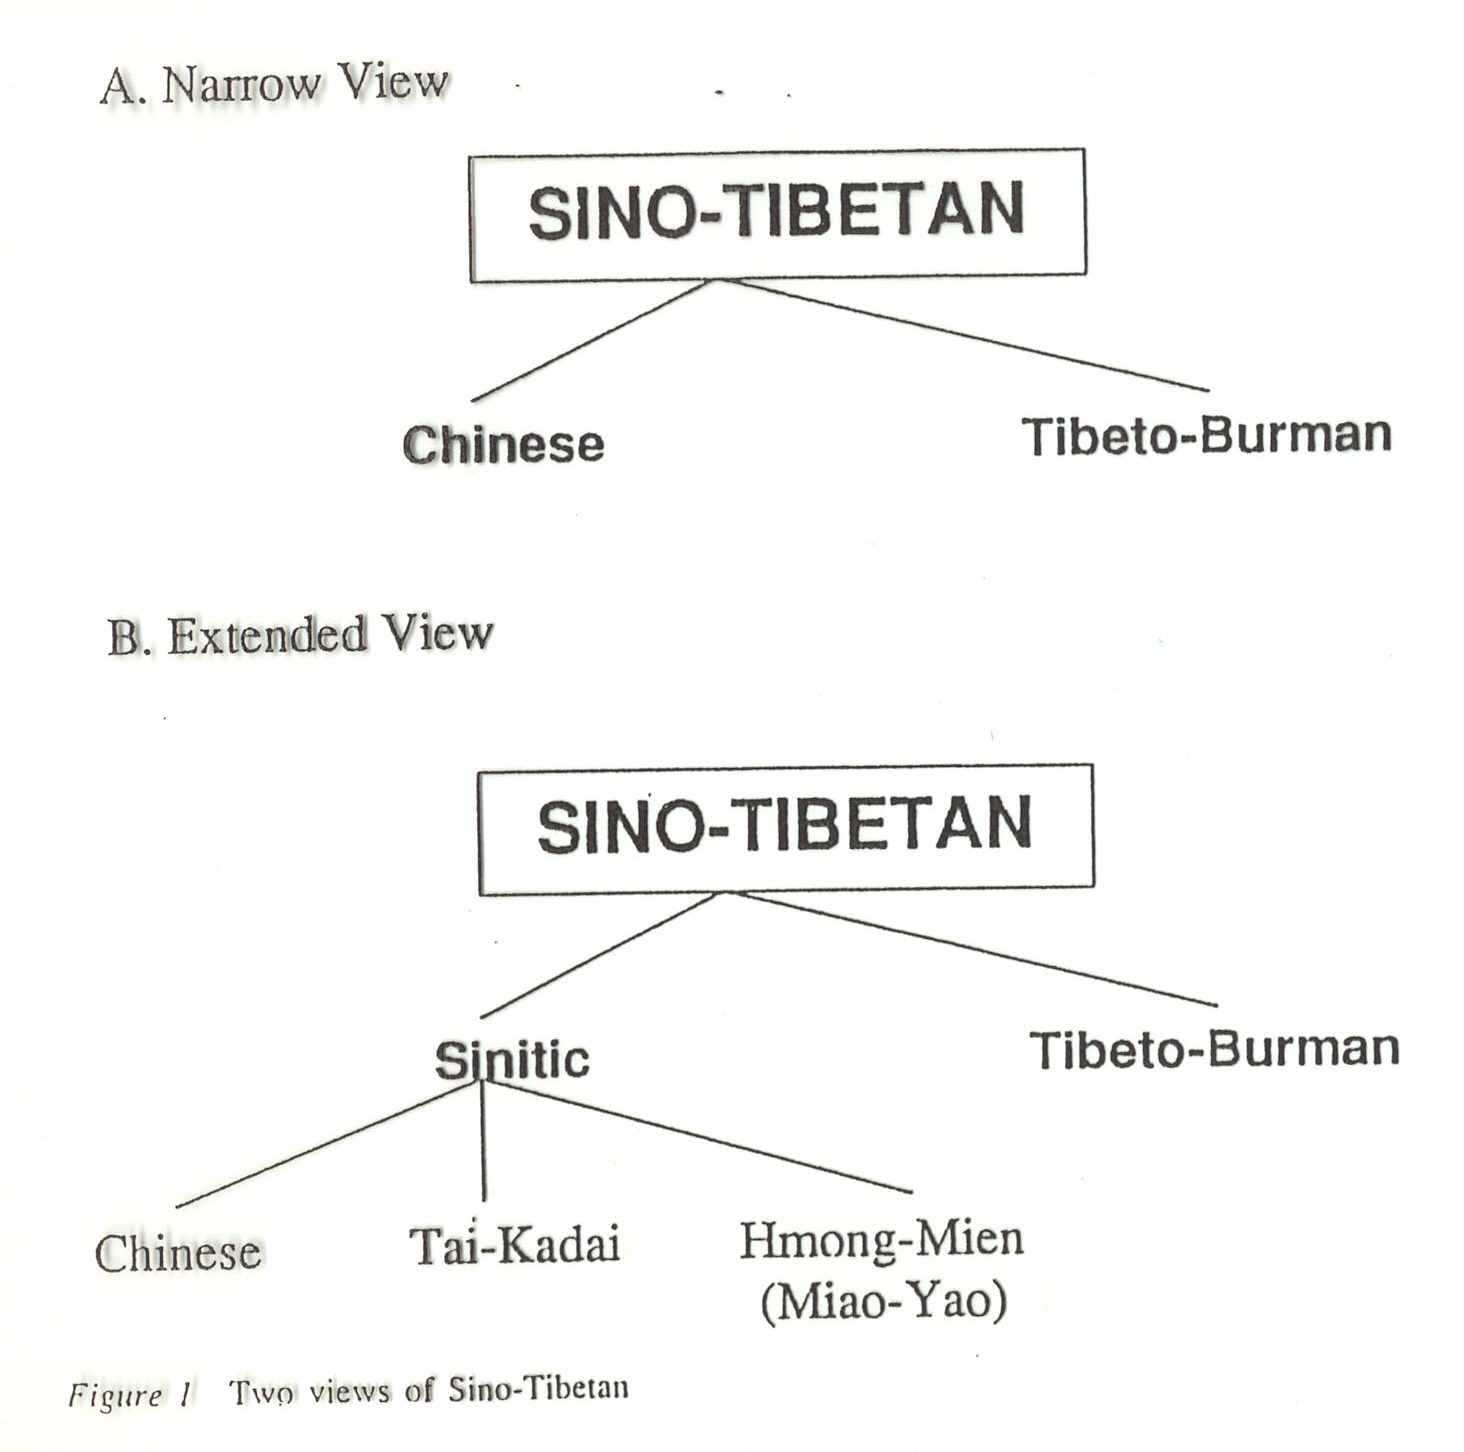 A. Narrow View
SINO-TIBETAN
Chinese
Tibeto-Burman
B. Extended View
SINO-TIBETAN
Sinitic
Tibeto-Burman
Chinese
Tai-Kadai
Hmong-Mien
(Miao-Yao)
Figure 1 Two views of Sino-Tibetan